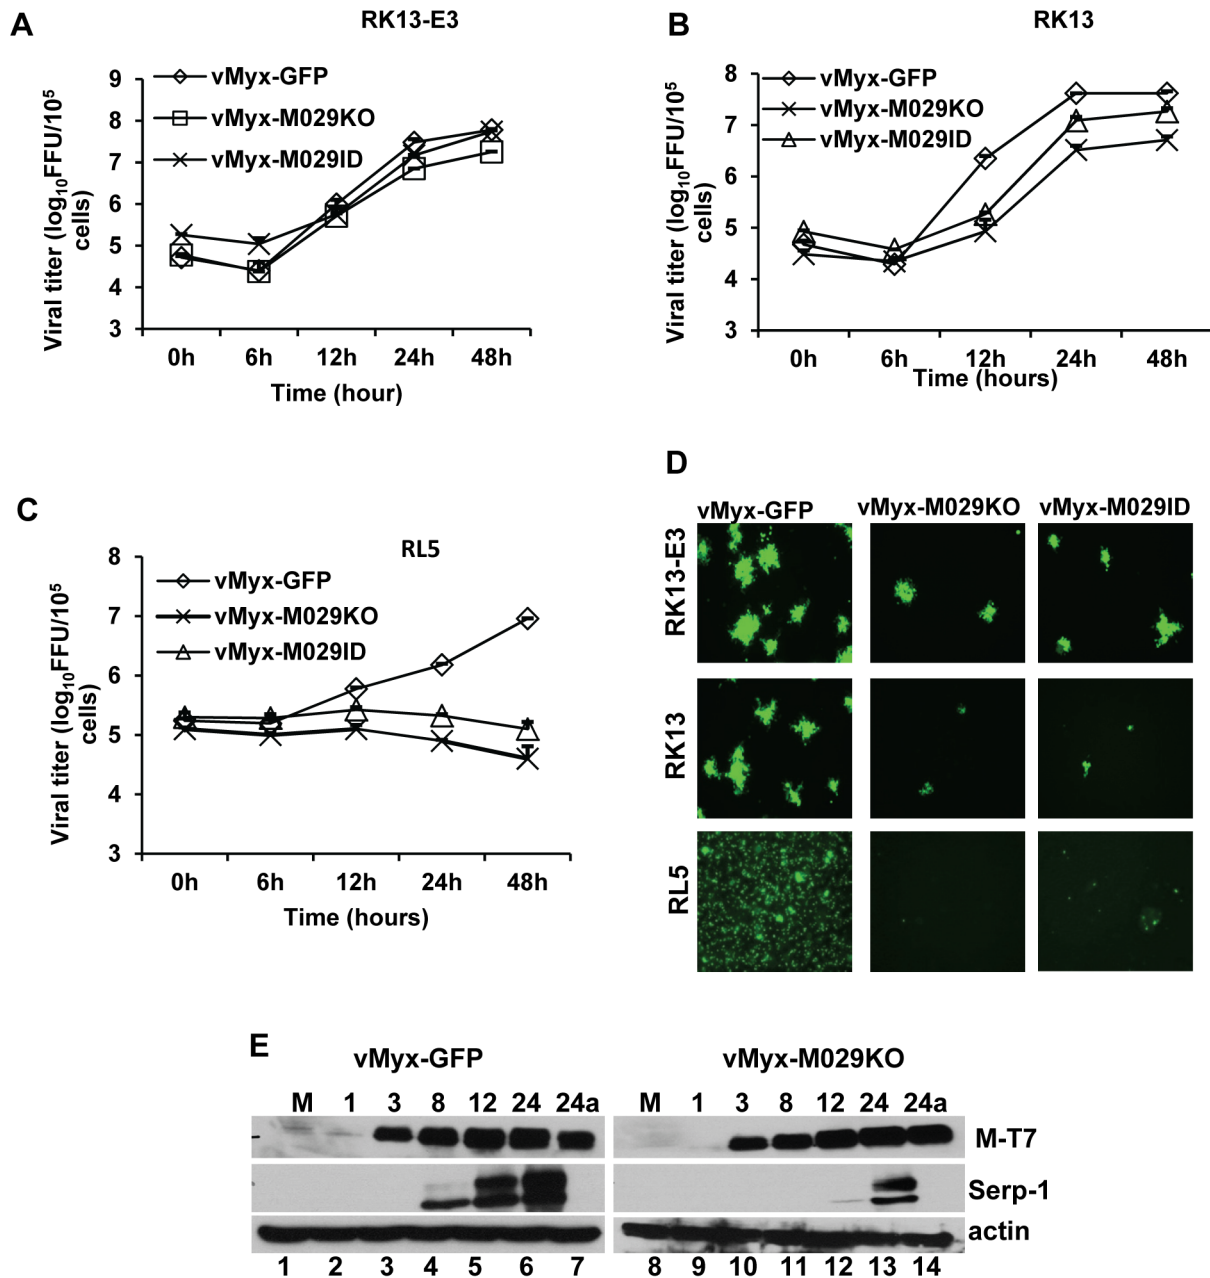 A
RK13-E3
vMyx-GFP
vMyx-M029KO
vMyx-M029ID
9
8
7
6
5
4
3
Viral titer (log10FFU/10⁵
cells)
0h 6h 12h 24h 48h
Time (hour)
B
RK13
vMyx-GFP
vMyx-M029KO
vMyx-M029ID
8
7
6
5
4
3
Viral titer (log10FFU/10⁵
cells)
0h 6h 12h 24h 48h
Time (hours)
C
RL5
vMyx-GFP
vMyx-M029KO
vMyx-M029ID
8
7
6
5
4
3
Viral titer (log10FFU/10⁵
cells)
0h 6h 12h 24h 48h
Time (hours)
D
vMyx-GFP vMyx-M029KO vMyx-M029ID
RK13-E3
RK13
RL5
E
vMyx-GFP vMyx-M029KO
M 1 3 8 12 24 24a M 1 3 8 12 24 24a
M-T7
Serp-1
actin
1 2 3 4 5 6 7 8 9 10 11 12 13 14